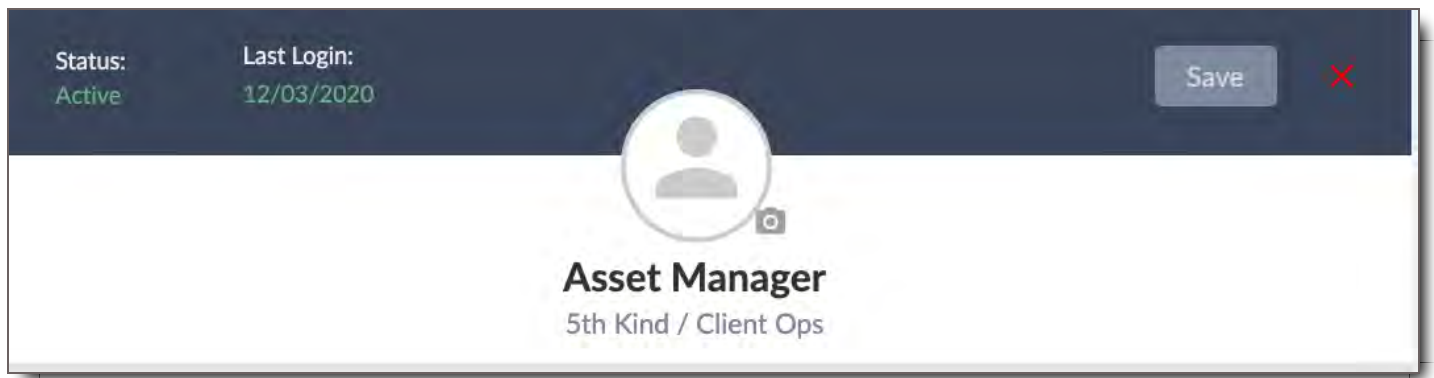 Status:
Active
Last Login:
12/03/2020
Save
Asset Manager
5th Kind / Client Ops